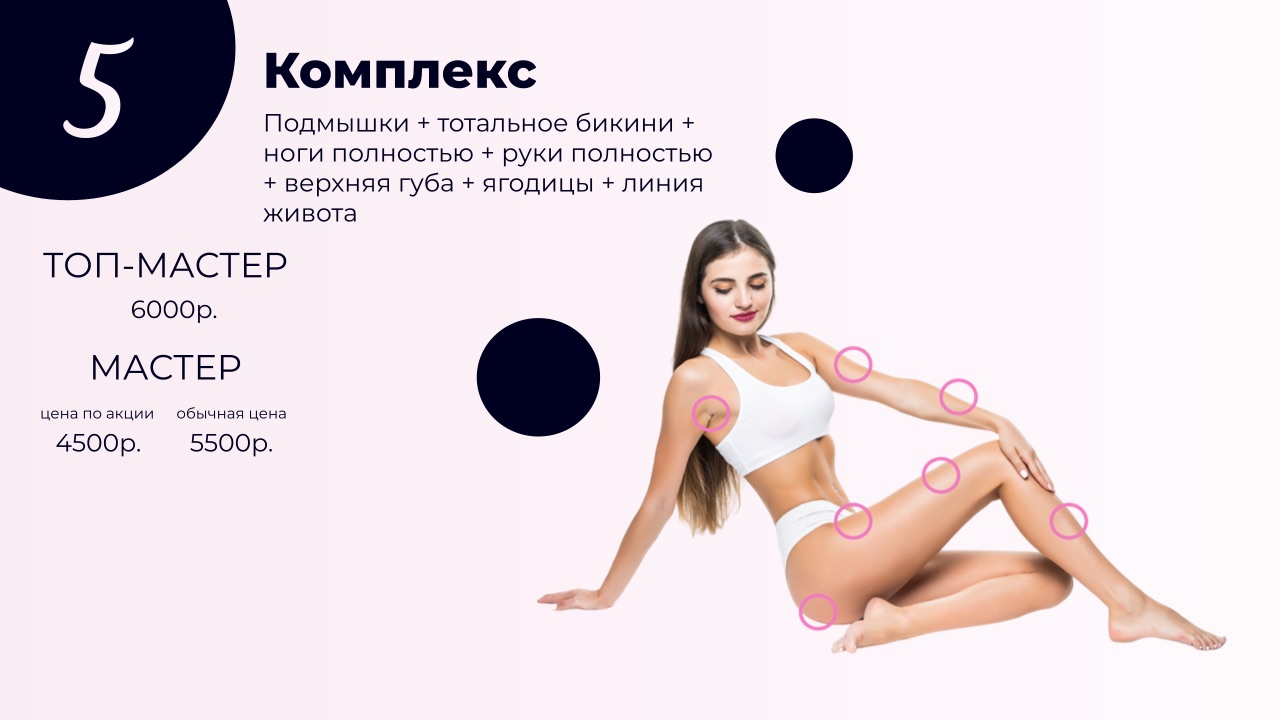 5
Комплекс
Подмышки + тотальное бикини +
ноги полностью + руки полностью
+ верхняя губа + ягодицы + линия
живота
ТОП-МАСТЕР
6000р.
МАСТЕР
цена по акции обычная цена
4500р. 5500р.